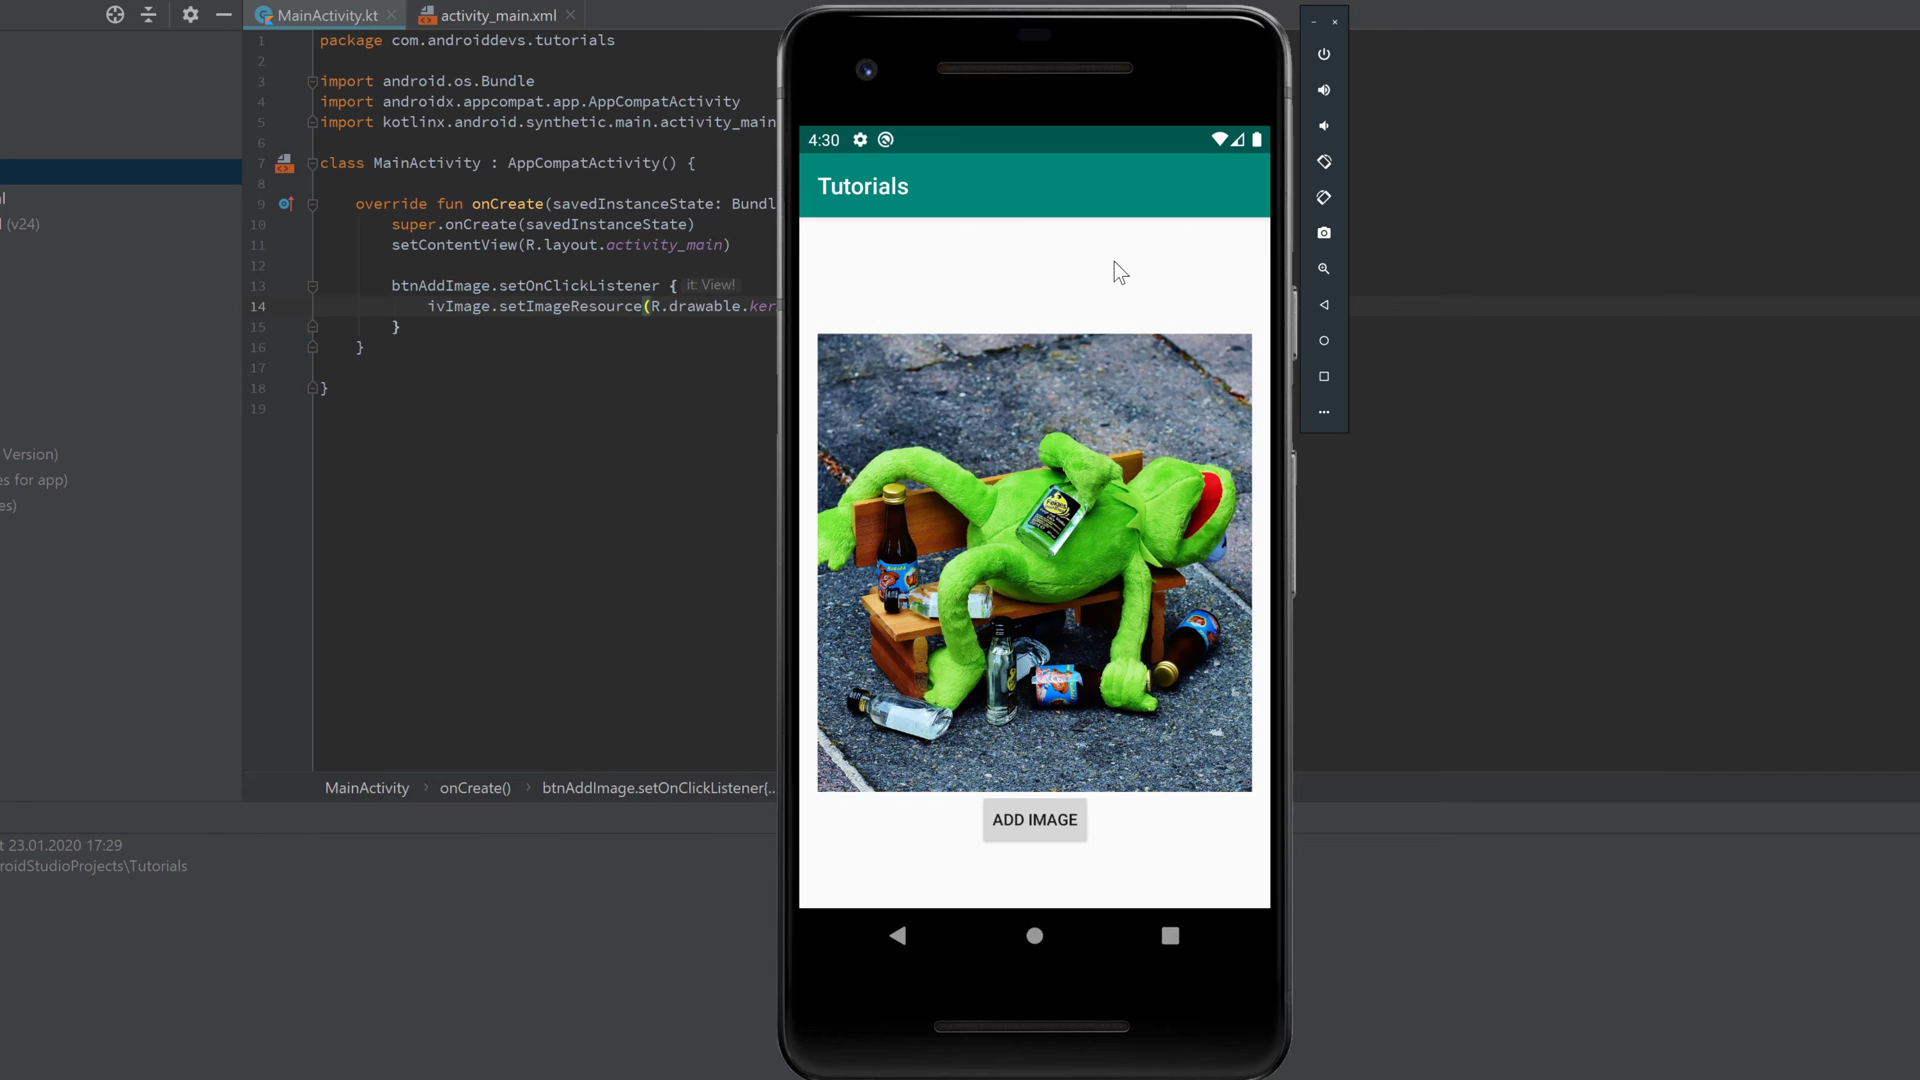 MainActivity.kt
activity_main.xml
1 package com.androiddevs.tutorials
2
3 import android.os.Bundle
4 import androidx.appcompat.app.AppCompatActivity
5 import kotlinx.android.synthetic.main.activity_main
6
7 class MainActivity : AppCompatActivity() {
8
9 override fun onCreate(savedInstanceState: Bundl
10 super.onCreate(savedInstanceState)
11 setContentView(R.layout.activity_main)
12
13 btnAddImage.setOnClickListener { it: View!
14 ivImage.setImageResource(R.drawable.ker
15 }
16 }
17
18 }
19
l
l (v24)
Version)
es for app)
es)
MainActivity › onCreate() › btnAddImage.setOnClickListener{...
t 23.01.2020 17:29
roidStudioProjects\Tutorials
4:30
Tutorials
ADD IMAGE